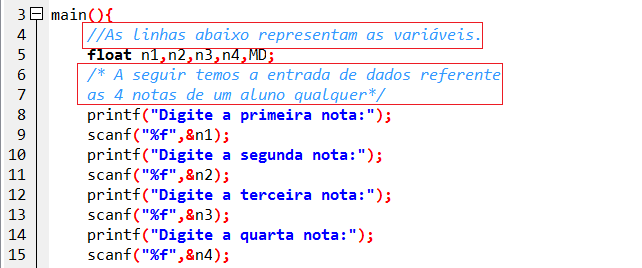 3 main(){
4 //As linhas abaixo representam as variáveis.
5 float n1,n2,n3,n4,MD;
6 /* A seguir temos a entrada de dados referente
7 as 4 notas de um aluno qualquer*/
8 printf("Digite a primeira nota:");
9 scanf("%f",&n1);
10 printf("Digite a segunda nota:");
11 scanf("%f",&n2);
12 printf("Digite a terceira nota:");
13 scanf("%f",&n3);
14 printf("Digite a quarta nota:");
15 scanf("%f",&n4);